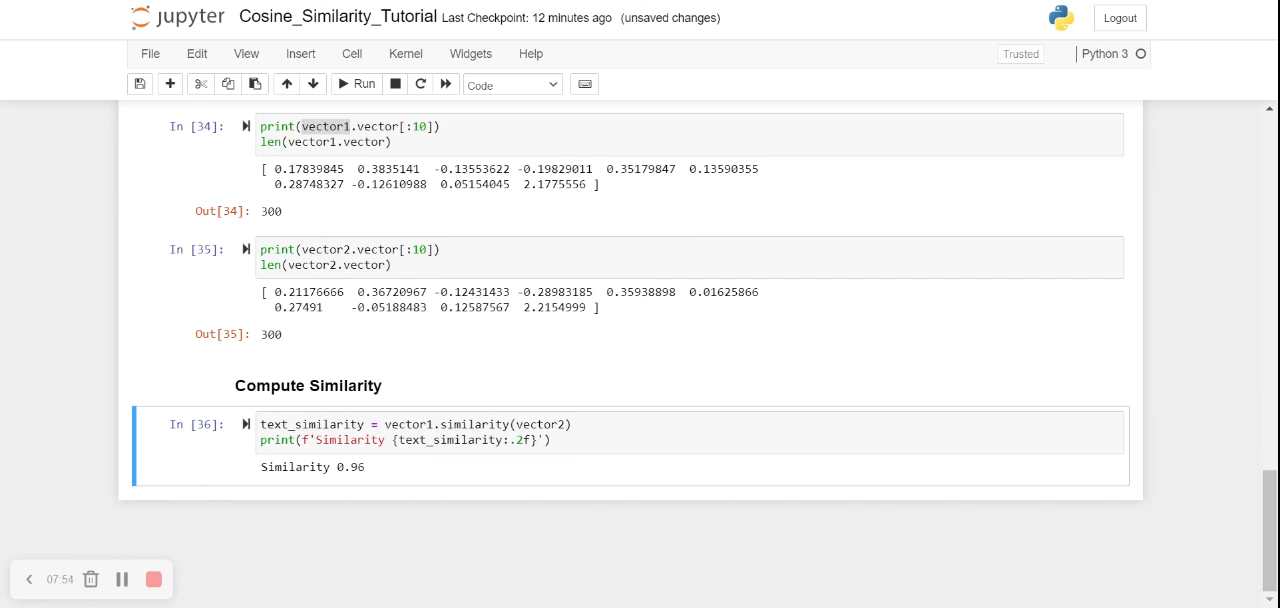 jupyter Cosine_Similarity_Tutorial Last Checkpoint: 12 minutes ago (unsaved changes) Logout
File Edit View Insert Cell Kernel Widgets Help Trusted Python 3
Run Code
In [34]: print(vector1.vector[:10])
len(vector1.vector)
[ 0.17839845 0.3835141 -0.13553622 -0.19829011 0.35179847 0.13590355
0.28748327 -0.12610988 0.05154045 2.1775556 ]
Out[34]: 300
In [35]: print(vector2.vector[:10])
len(vector2.vector)
[ 0.21176666 0.36720967 -0.12431433 -0.28983185 0.35938898 0.01625866
0.27491 -0.05188483 0.12587567 2.2154999 ]
Out[35]: 300
Compute Similarity
In [36]: text_similarity = vector1.similarity(vector2)
print(f'Similarity {text_similarity:.2f}')
Similarity 0.96
07:54